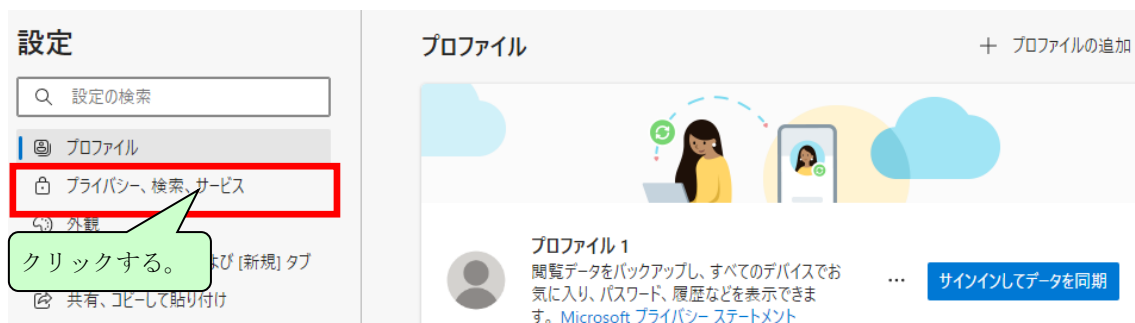 設定
設定の検索
プロファイル
プライバシー、検索、サービス
外観
クリックする。
び [新規] タブ
共有、コピーして貼り付け
プロファイル
＋ プロファイルの追加
プロファイル 1
閲覧データをバックアップし、すべてのデバイスでお
気に入り、パスワード、履歴などを表示できま
す。Microsoft プライバシー ステートメント
… サインインしてデータを同期